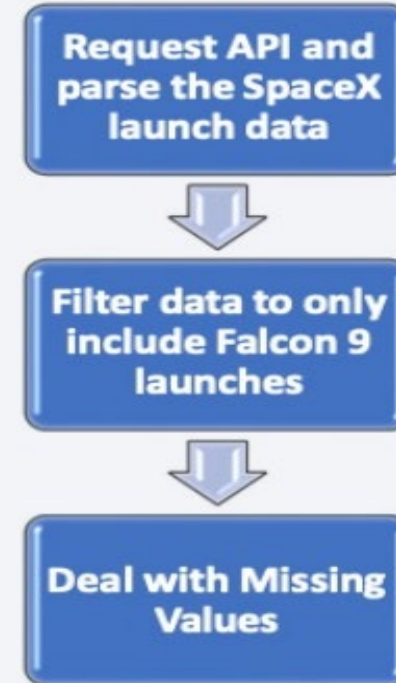 Request API and
parse the SpaceX
launch data
Filter data to only
include Falcon 9
launches
Deal with Missing
Values